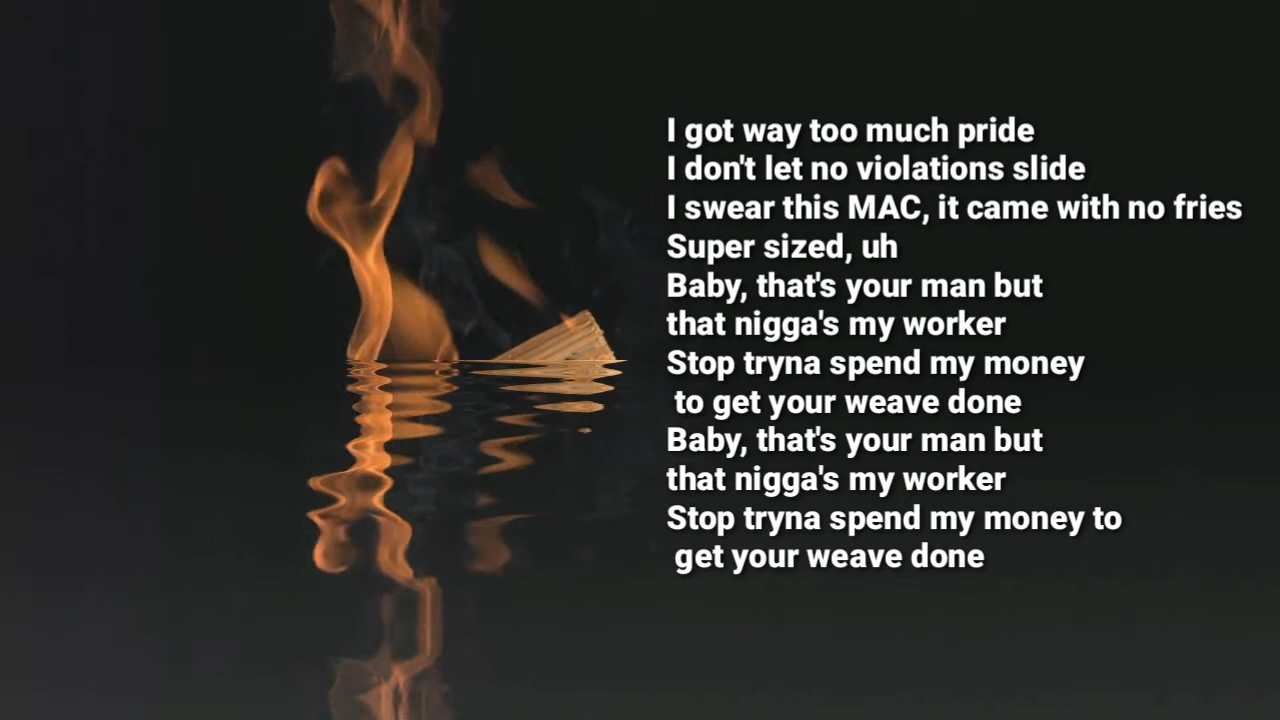 I got way too much pride
I don't let no violations slide
I swear this MAC, it came with no fries
Super sized, uh
Baby, that's your man but
that nigga's my worker
Stop tryna spend my money
to get your weave done
Baby, that's your man but
that nigga's my worker
Stop tryna spend my money to
get your weave done